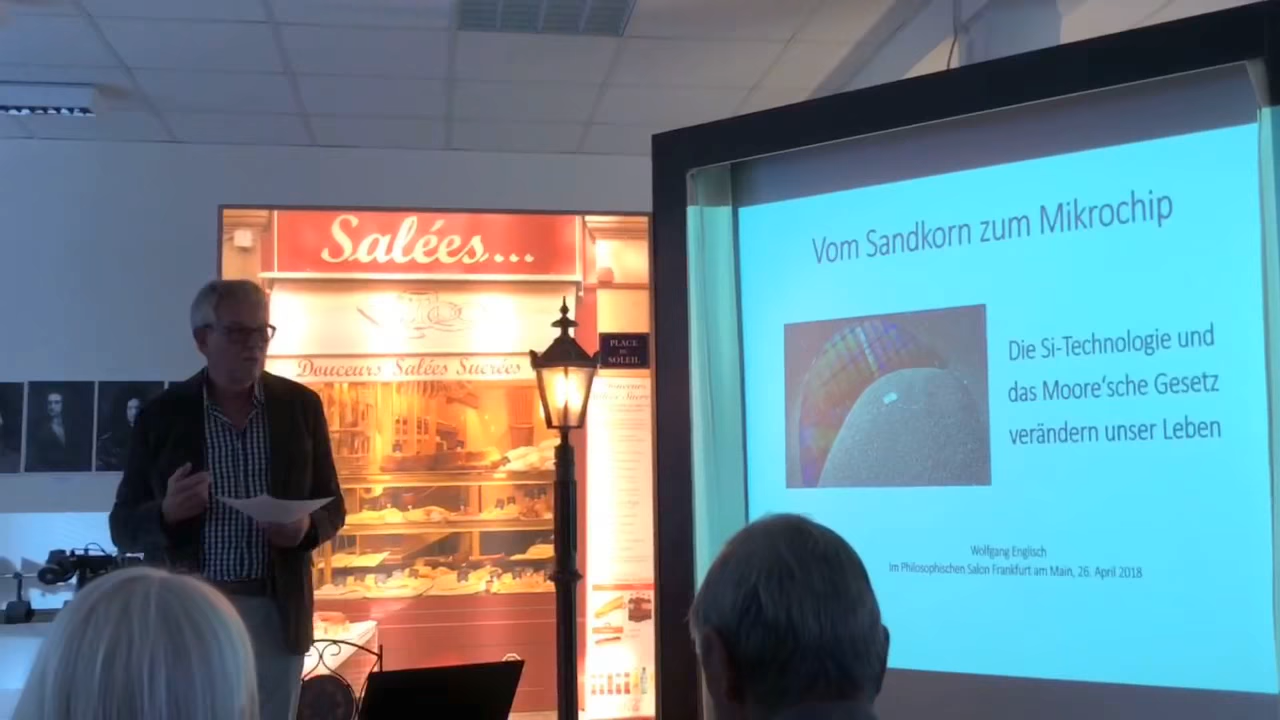 Salées...
Douceurs Salées Sucrées
PLACE
DU
SOLEIL
Vom Sandkorn zum Mikrochip
Die Si-Technologie und
das Moore'sche Gesetz
verändern unser Leben
Wolfgang Englisch
Im Philosophischen Salon Frankfurt am Main, 26. April 2018